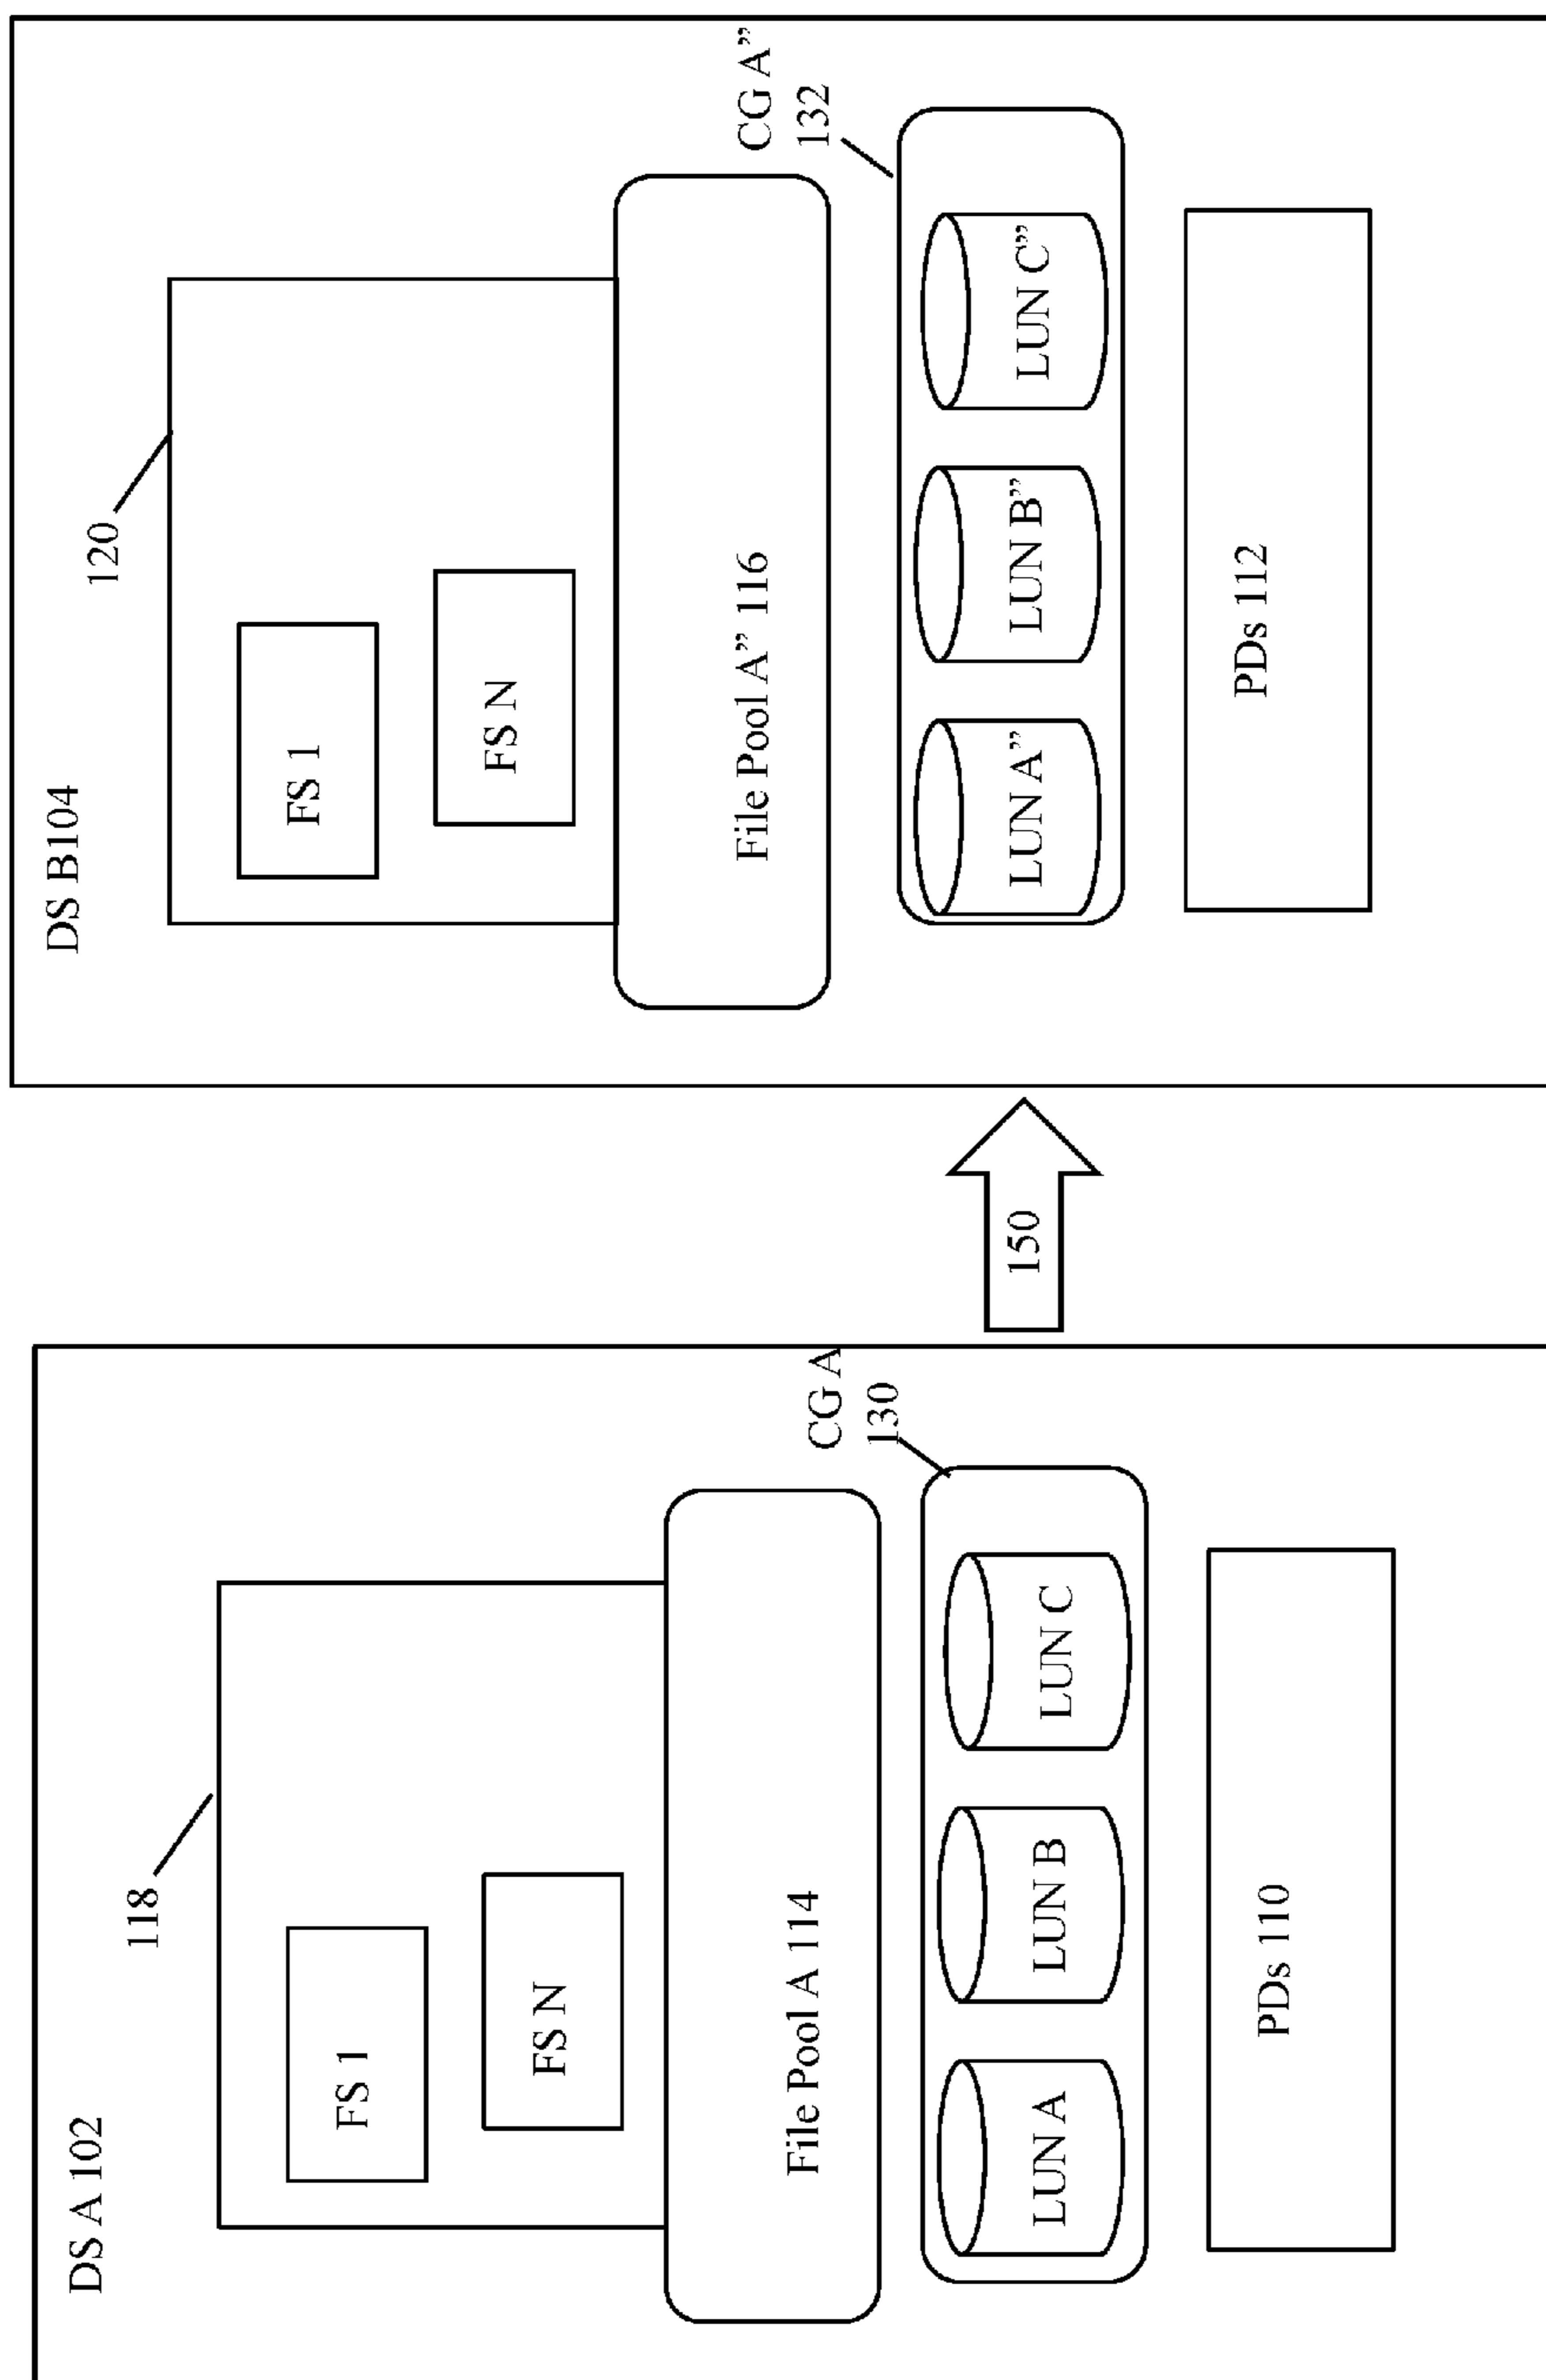 DS A 102
118
FS 1
FS N
File Pool A 114
CG A
130
LUN A
LUN B
LUN C
PDs 110
150
DS B104
120
FS 1
FS N
File Pool A” 116
CG A”
132
LUN A”
LUN B”
LUN C”
PDs 112